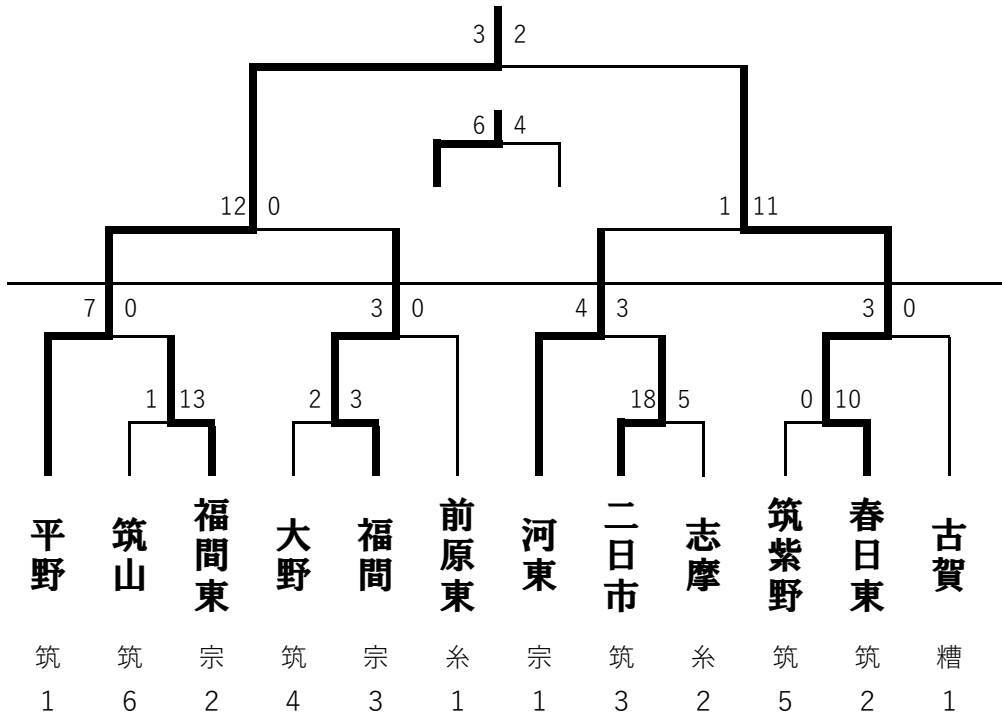 3 2
6 4
12 0
1 11
7 0
3 0
4 3
3 0
1 13
2 3
18 5
0 10
平野
筑山
福間東
大野
福間
前原東
河東
二日市
志摩
筑紫野
春日東
古賀
筑 筑 宗 筑 宗 糸 宗 筑 糸 筑 筑 糟
1 6 2 4 3 1 1 3 2 5 2 1